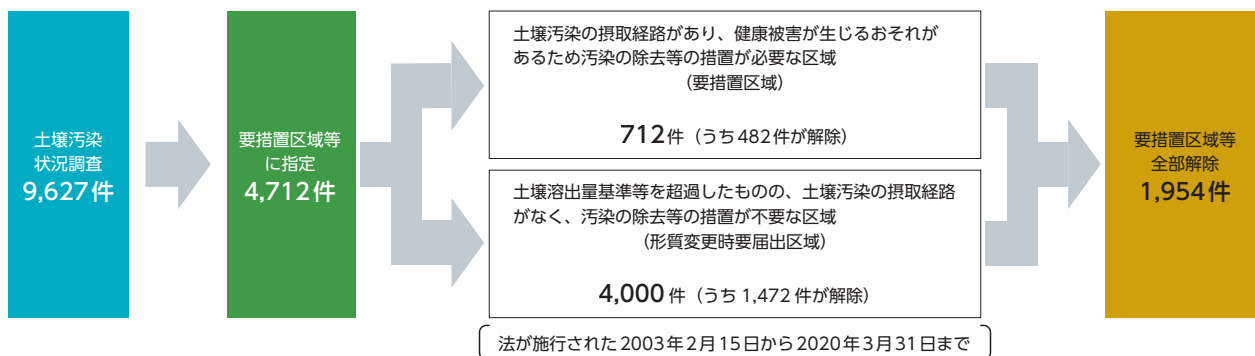 土壌汚染
状況調査
9,627件
要措置区域等
に指定
4,712件
土壌汚染の摂取経路があり、健康被害が生じるおそれが
あるため汚染の除去等の措置が必要な区域
(要措置区域)
712件(うち482件が解除)
土壌溶出量基準等を超過したものの、土壌汚染の摂取経路
がなく、汚染の除去等の措置が不要な区域
(形質変更時要届出区域)
4,000件(うち1,472件が解除)
要措置区域等
全部解除
1,954件
法が施行された2003年2月15日から2020年3月31日まで